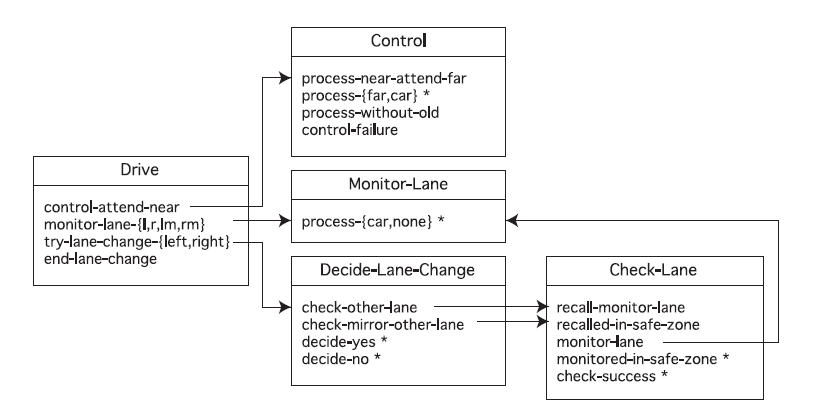 Control
process-near-attend-far
process-{far,car} *
process-without-old
control-failure
Drive
control-attend-near
monitor-lane-{l,r,lm,rm}
try-lane-change-{left,right}
end-lane-change
Monitor-Lane
process-{car,none} *
Decide-Lane-Change
check-other-lane
check-mirror-other-lane
decide-yes *
decide-no *
Check-Lane
recall-monitor-lane
recalled-in-safe-zone
monitor-lane
monitored-in-safe-zone *
check-success *